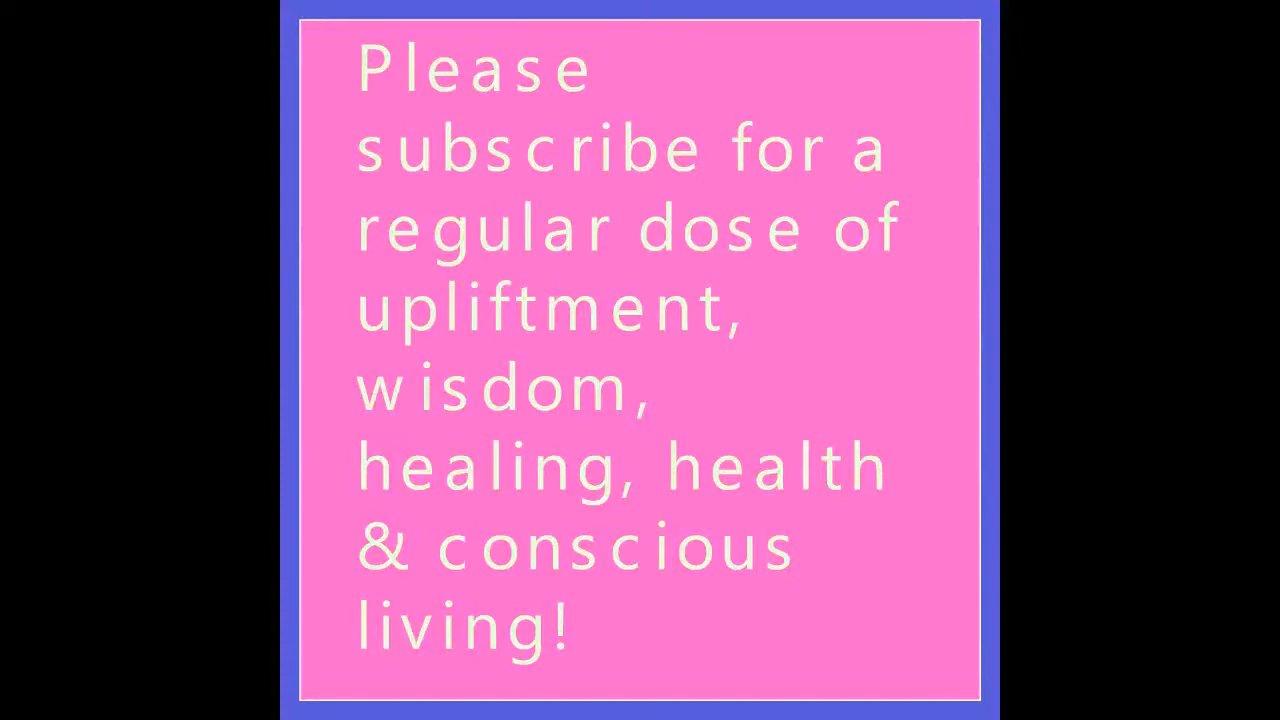 Please
subscribe for a
regular dose of
upliftment,
wisdom,
healing, health
& conscious
living!